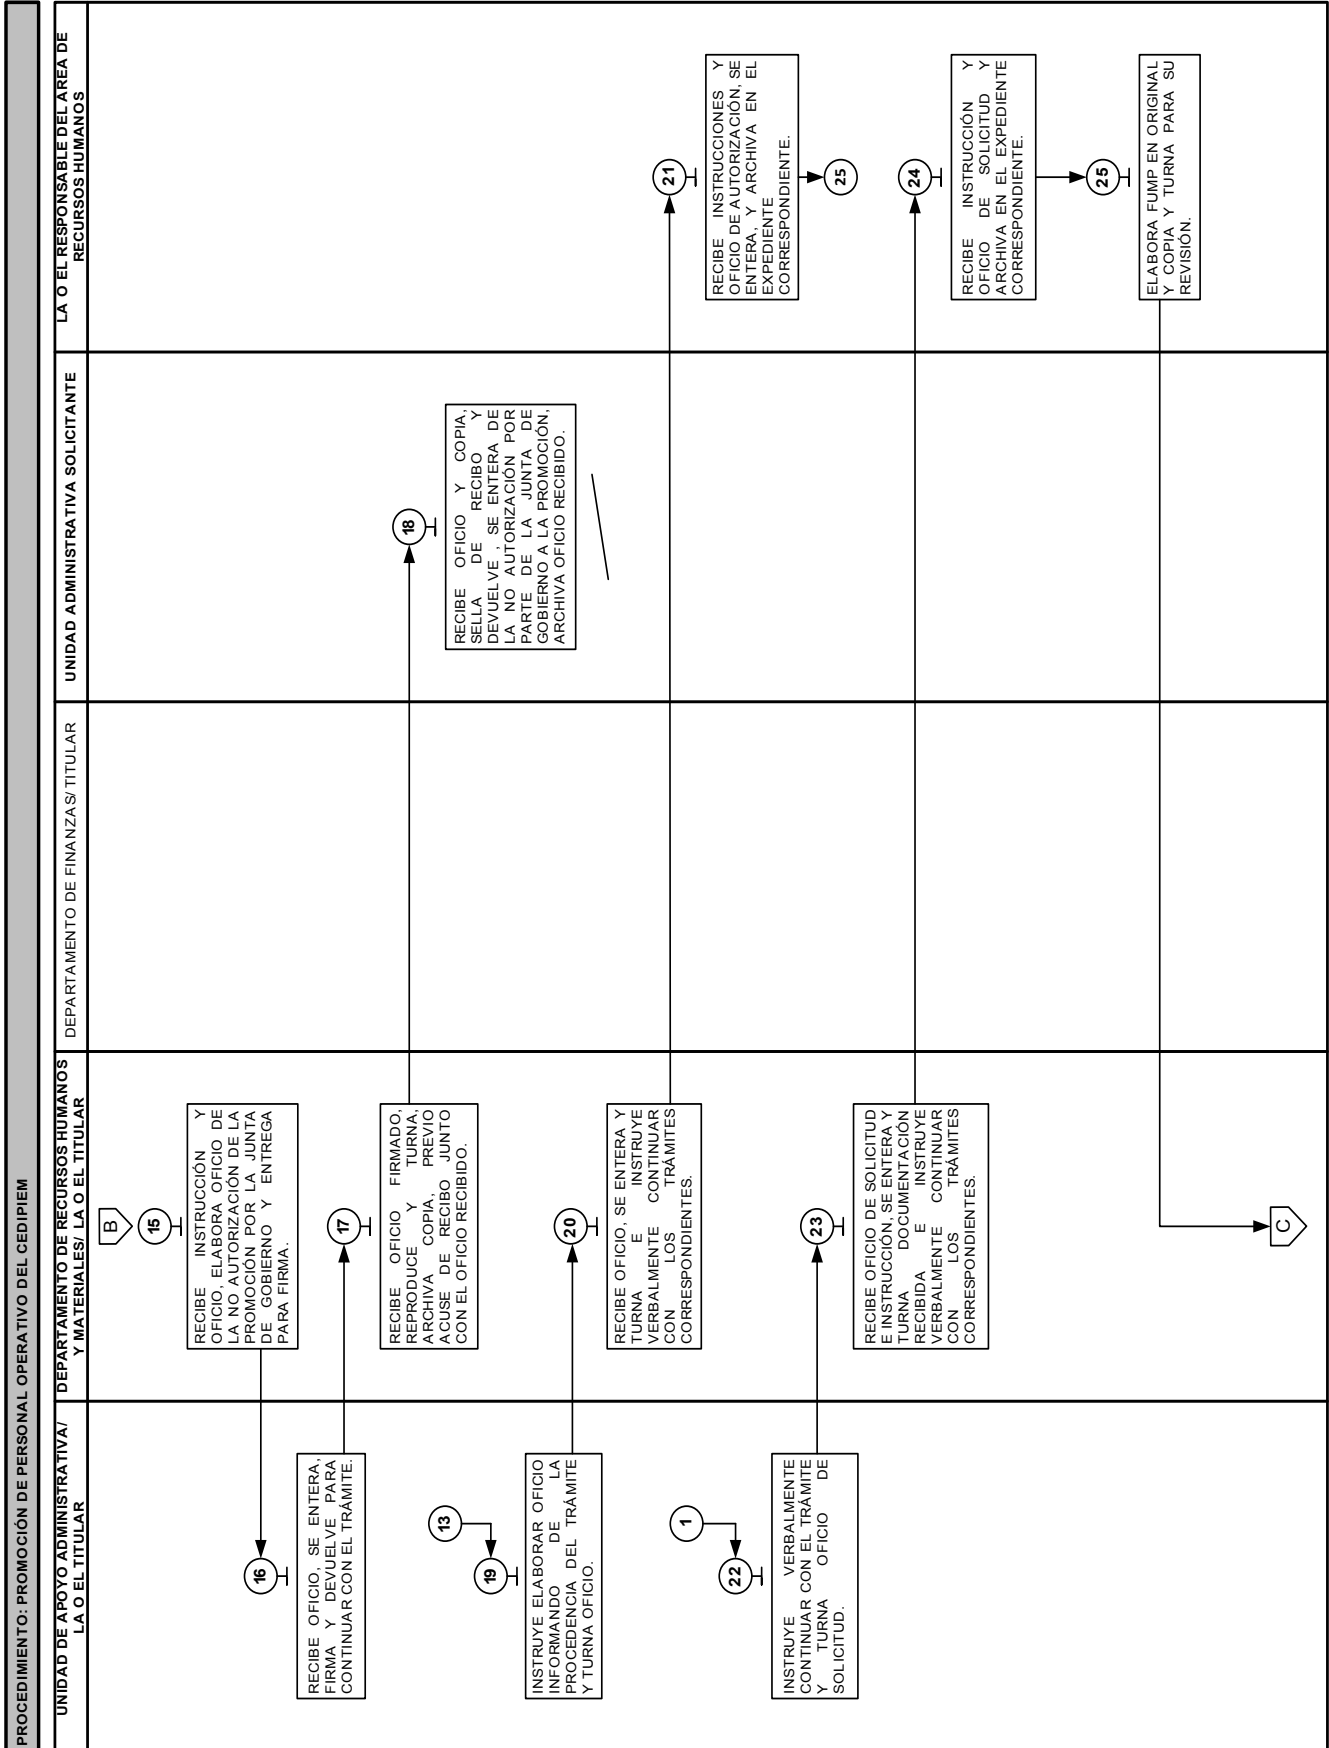 PROCEDIMIENTO: PROMOCIÓN DE PERSONAL OPERATIVO DEL CEDIPIEM
UNIDAD DE APOYO ADMINISTRATIVA/
LA O EL TITULAR
DEPARTAMENTO DE RECURSOS HUMANOS
Y MATERIALES/ LA O EL TITULAR
DEPARTAMENTO DE FINANZAS/ TITULAR
UNIDAD ADMINISTRATIVA SOLICITANTE
LA O EL RESPONSABLE DEL AREA DE
RECURSOS HUMANOS
B
15
RECIBE INSTRUCCIÓN Y
OFICIO, ELABORA OFICIO DE
LA NO AUTORIZACIÓN DE LA
PROMOCIÓN POR LA JUNTA
DE GOBIERNO Y ENTREGA
PARA FIRMA.
16
RECIBE OFICIO, SE ENTERA,
FIRMA Y DEVUELVE PARA
CONTINUAR CON EL TRÁMITE.
17
RECIBE OFICIO FIRMADO,
REPRODUCE Y TURNA,
ARCHIVA COPIA, PREVIO
ACUSE DE RECIBO JUNTO
CON EL OFICIO RECIBIDO.
18
RECIBE OFICIO Y COPIA,
SELLA DE RECIBO Y
DEVUELVE , SE ENTERA DE
LA NO AUTORIZACIÓN POR
PARTE DE LA JUNTA DE
GOBIERNO A LA PROMOCIÓN,
ARCHIVA OFICIO RECIBIDO.
13
19
INSTRUYE ELABORAR OFICIO
INFORMANDO DE LA
PROCEDENCIA DEL TRÁMITE
Y TURNA OFICIO.
20
RECIBE OFICIO, SE ENTERA Y
TURNA E INSTRUYE
VERBALMENTE CONTINUAR
CON LOS TRÁMITES
CORRESPONDIENTES.
21
RECIBE INSTRUCCIONES Y
OFICIO DE AUTORIZACIÓN, SE
ENTERA, Y ARCHIVA EN EL
EXPEDIENTE
CORRESPONDIENTE.
25
1
22
INSTRUYE VERBALMENTE
CONTINUAR CON EL TRÁMITE
Y TURNA OFICIO DE
SOLICITUD.
23
RECIBE OFICIO DE SOLICITUD
E INSTRUCCIÓN, SE ENTERA Y
TURNA DOCUMENTACIÓN
RECIBIDA E INSTRUYE
VERBALMENTE CONTINUAR
CON LOS TRÁMITES
CORRESPONDIENTES.
24
RECIBE INSTRUCCIÓN Y
OFICIO DE SOLICITUD Y
ARCHIVA EN EL EXPEDIENTE
CORRESPONDIENTE.
25
ELABORA FUMP EN ORIGINAL
Y COPIA Y TURNA PARA SU
REVISIÓN.
C